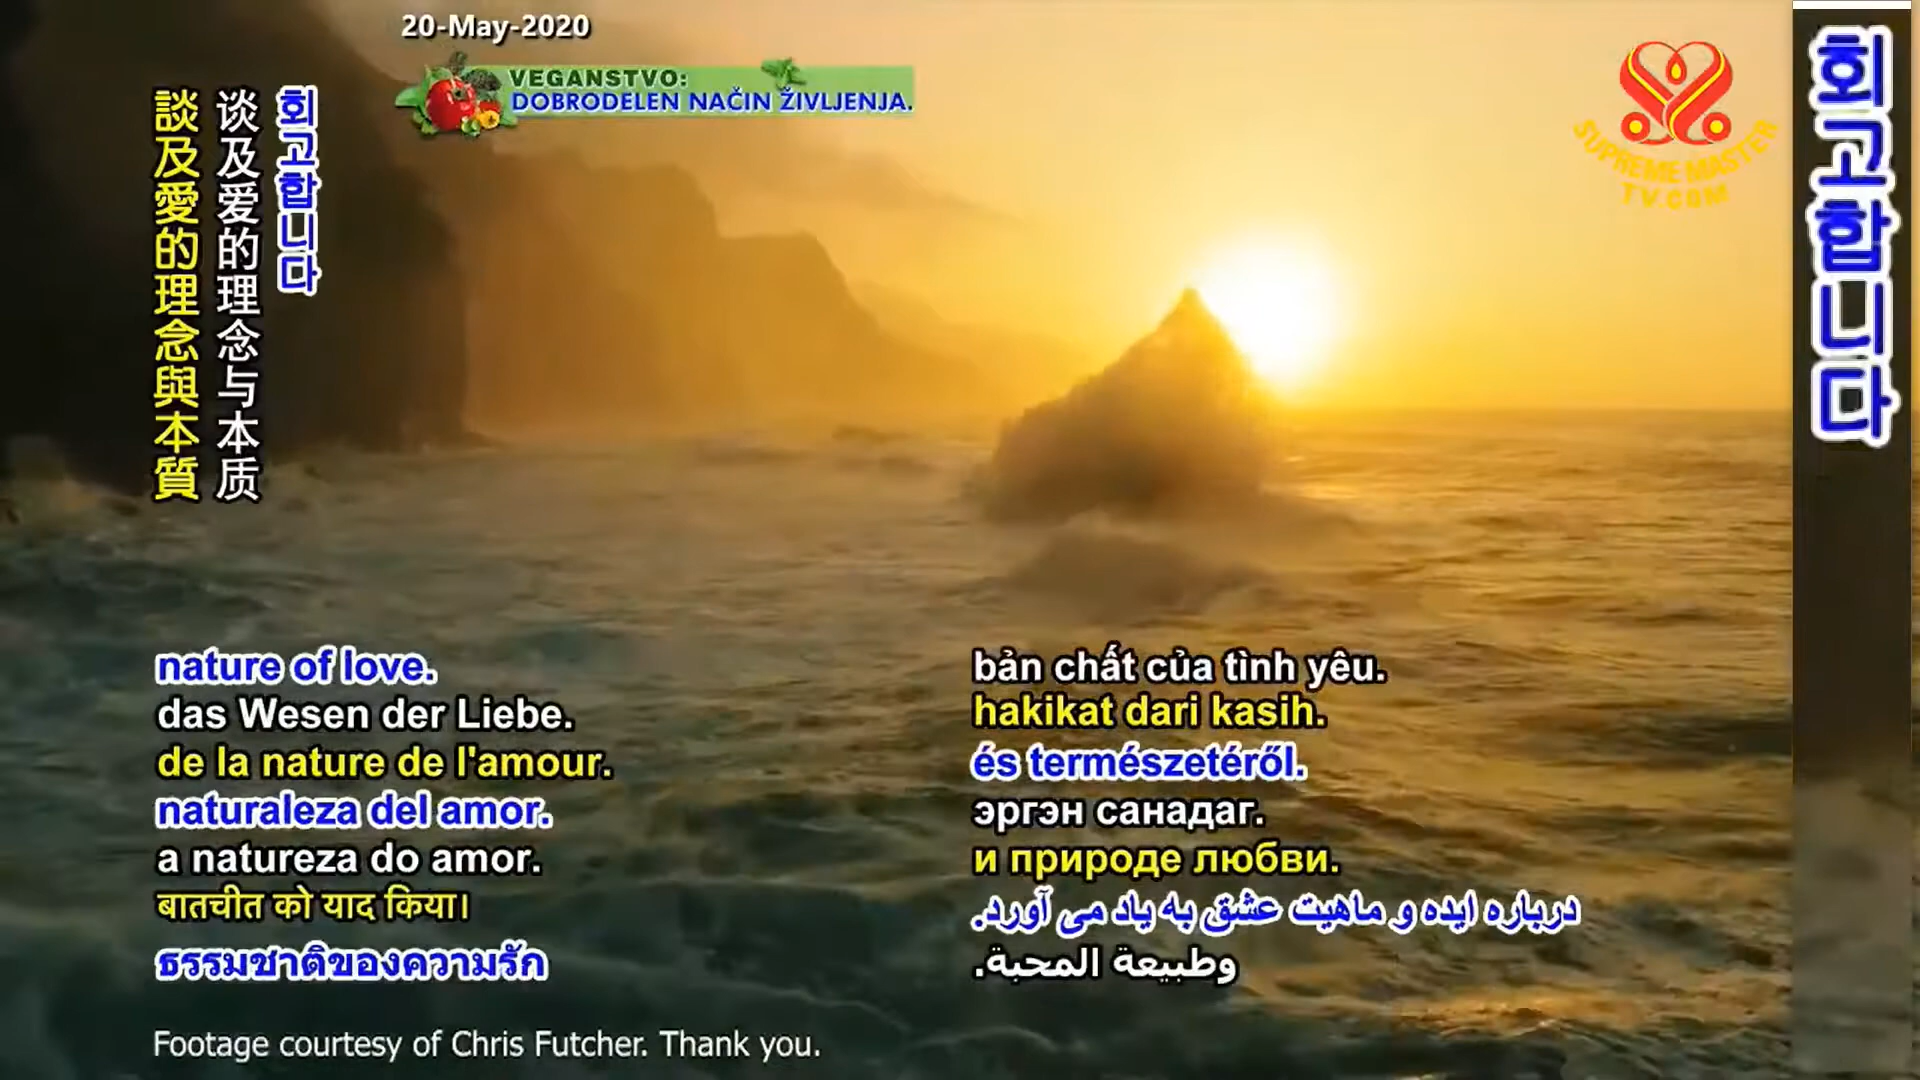 20-May-2020
VEGANSTVO:
DOBRODELEN NAČIN ŽIVLJENJA.
SUPREME MASTER
TV.COM
회고합니다
회고합니다
谈及爱的理念与本质
談及愛的理念與本質
nature of love.
das Wesen der Liebe.
de la nature de l'amour.
naturaleza del amor.
a natureza do amor.
बातचीत को याद किया।
ธรรมชาติของความรัก
bản chất của tình yêu.
hakikat dari kasih.
és természetéről.
эргэн санадаг.
и природе любви.
درباره ایده و ماهیت عشق به یاد می آورد.
وطبيعة المحبة.
Footage courtesy of Chris Futcher. Thank you.